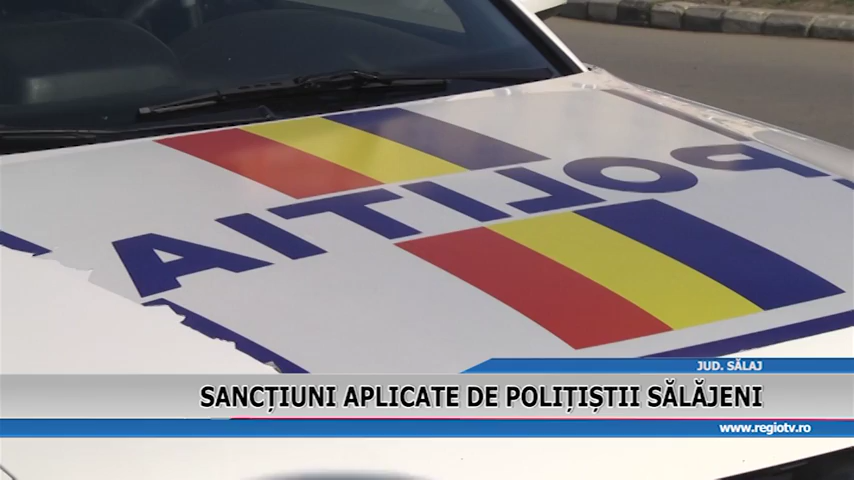 POLITIA
JUD. SĂLAJ
SANCȚIUNI APLICATE DE POLIȚIȘTII SĂLĂJENI
www.regiotv.ro